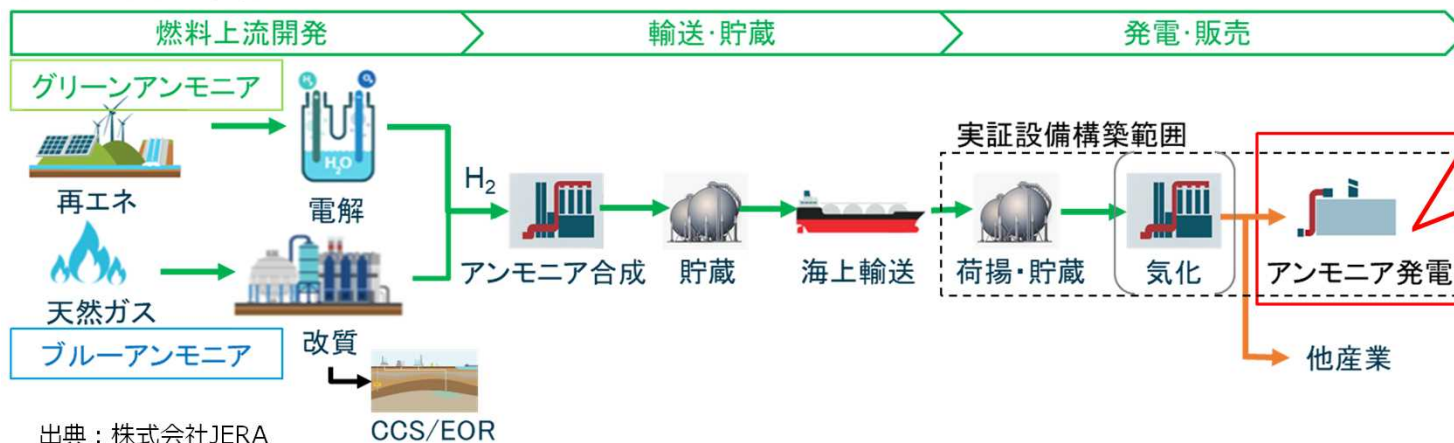 燃料上流開発
輸送・貯蔵
発電・販売
グリーンアンモニア
再エネ
H₂
O₂
H₂O
電解
天然ガス
ブルーアンモニア
改質
CCS/EOR
H₂
アンモニア合成
貯蔵
海上輸送
実証設備構築範囲
荷揚・貯蔵
気化
アンモニア発電
他産業
出典：株式会社JERA